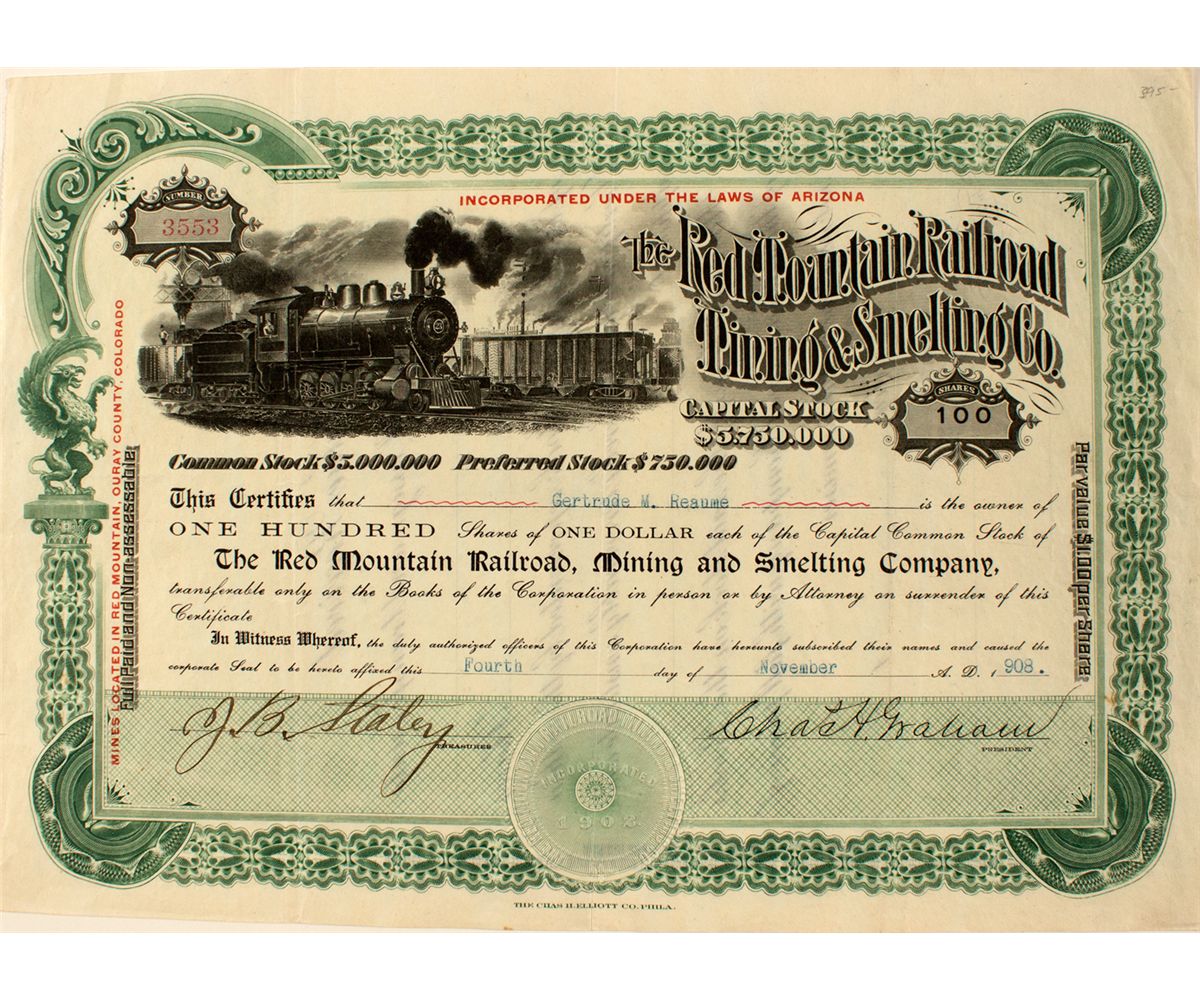 395-
INCORPORATED UNDER THE LAWS OF ARIZONA
NUMBER
3553
The Red Mountain Railroad
Mining & Smelting Co.
CAPITAL STOCK
$5.750.000
SHARES
100
Common Stock $5.000.000 Preferred Stock $750.000
This Certifies that Gertrude M. Reaume is the owner of
ONE HUNDRED Shares of ONE DOLLAR each of the Capital Common Stock of
The Red Mountain Railroad, Mining and Smelting Company,
transferable only on the Books of the Corporation in person or by Attorney on surrender of this
Certificate
In Witness Whereof, the duly authorized officers of this Corporation have hereunto subscribed their names and caused the
corporate Seal to be hereto affixed this Fourth day of November A. D. 1908.
J. B. Staley
TREASURER
Chas H Graham
PRESIDENT
RAILROAD
INCORPORATED
1903
MINES LOCATED IN RED MOUNTAIN, OURAY COUNTY, COLORADO
Full Paid and Non-assessable
Par value $1.00 per Share
THE CHAS H. ELLIOTT CO. PHILA.